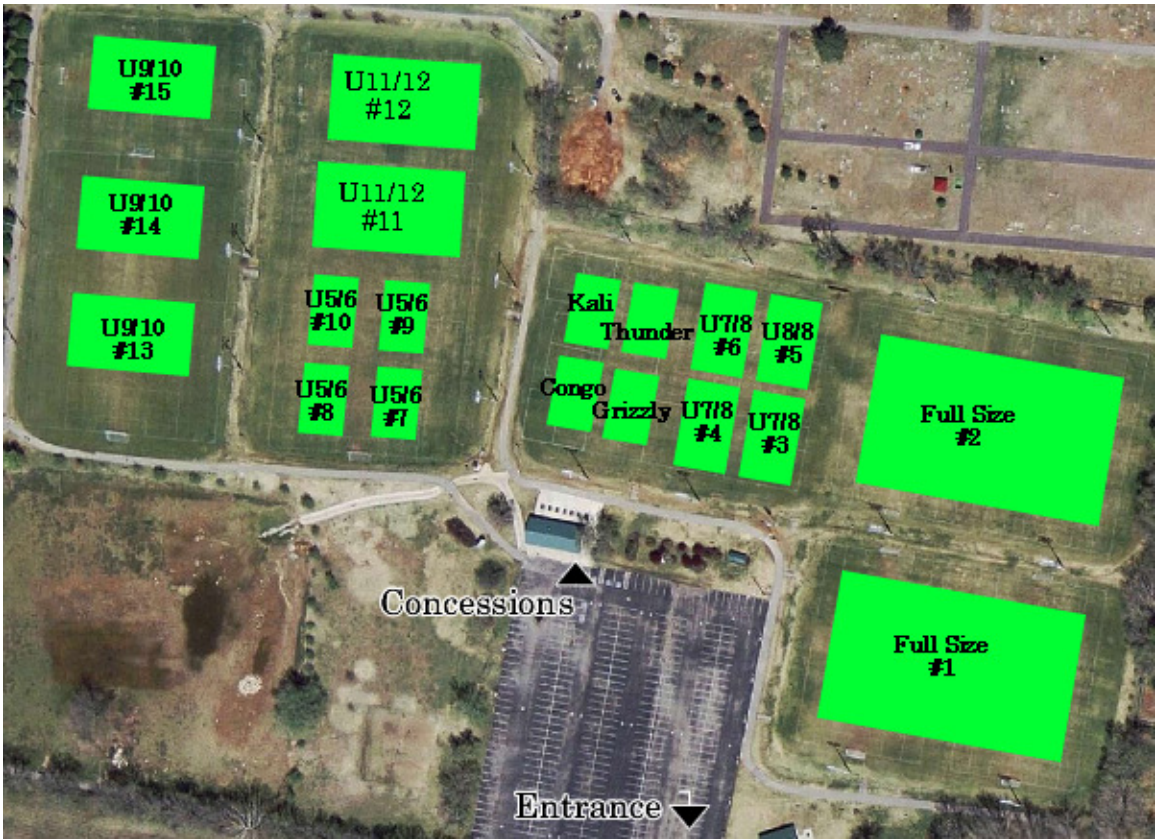 U9/10
#15
U11/12
#12
U9/10
#14
U11/12
#11
U9/10
#13
U5/6
#10
U5/6
#9
U5/6
#8
U5/6
#7
Kali
Thunder
U7/8
#6
U8/8
#5
Congo
Grizzly
U7/8
#4
U7/8
#3
Full Size
#2
Full Size
#1
Concessions
Entrance